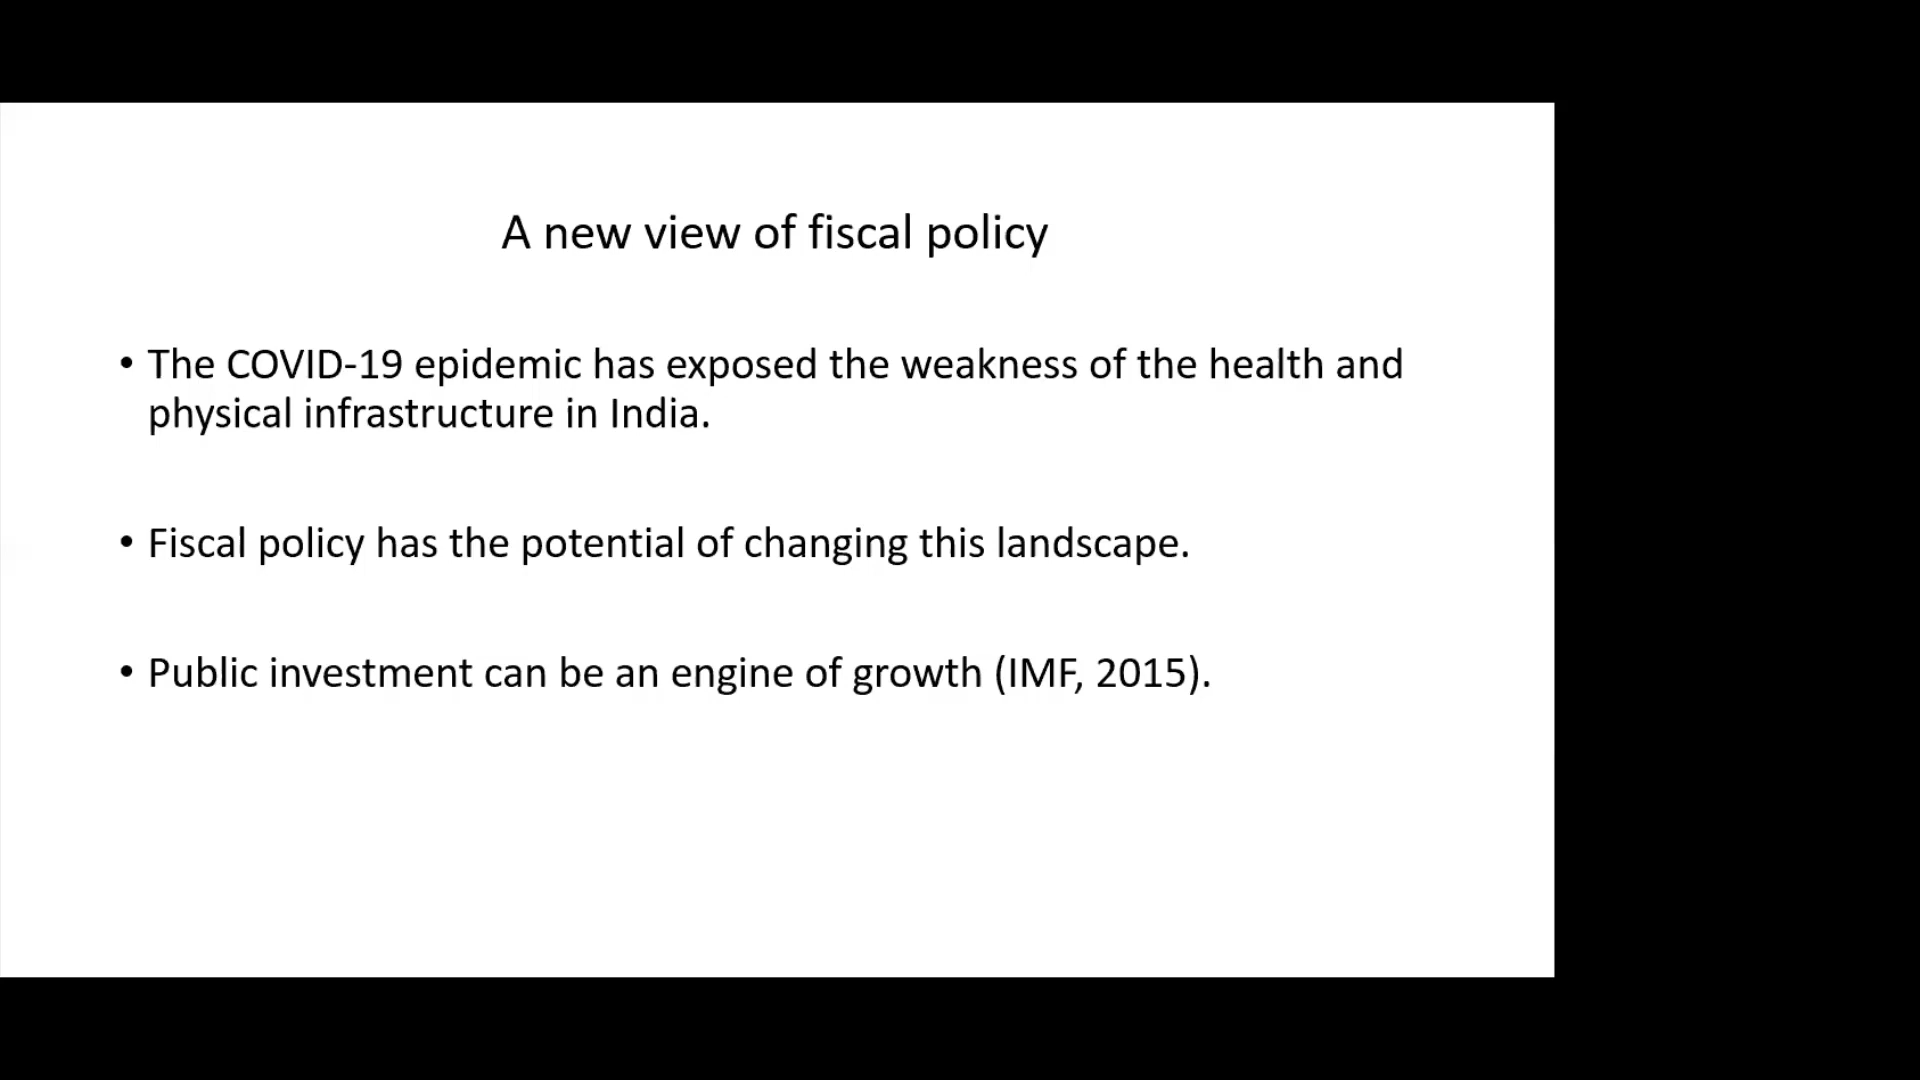 A new view of fiscal policy
• The COVID-19 epidemic has exposed the weakness of the health and
physical infrastructure in India.
• Fiscal policy has the potential of changing this landscape.
• Public investment can be an engine of growth (IMF, 2015).